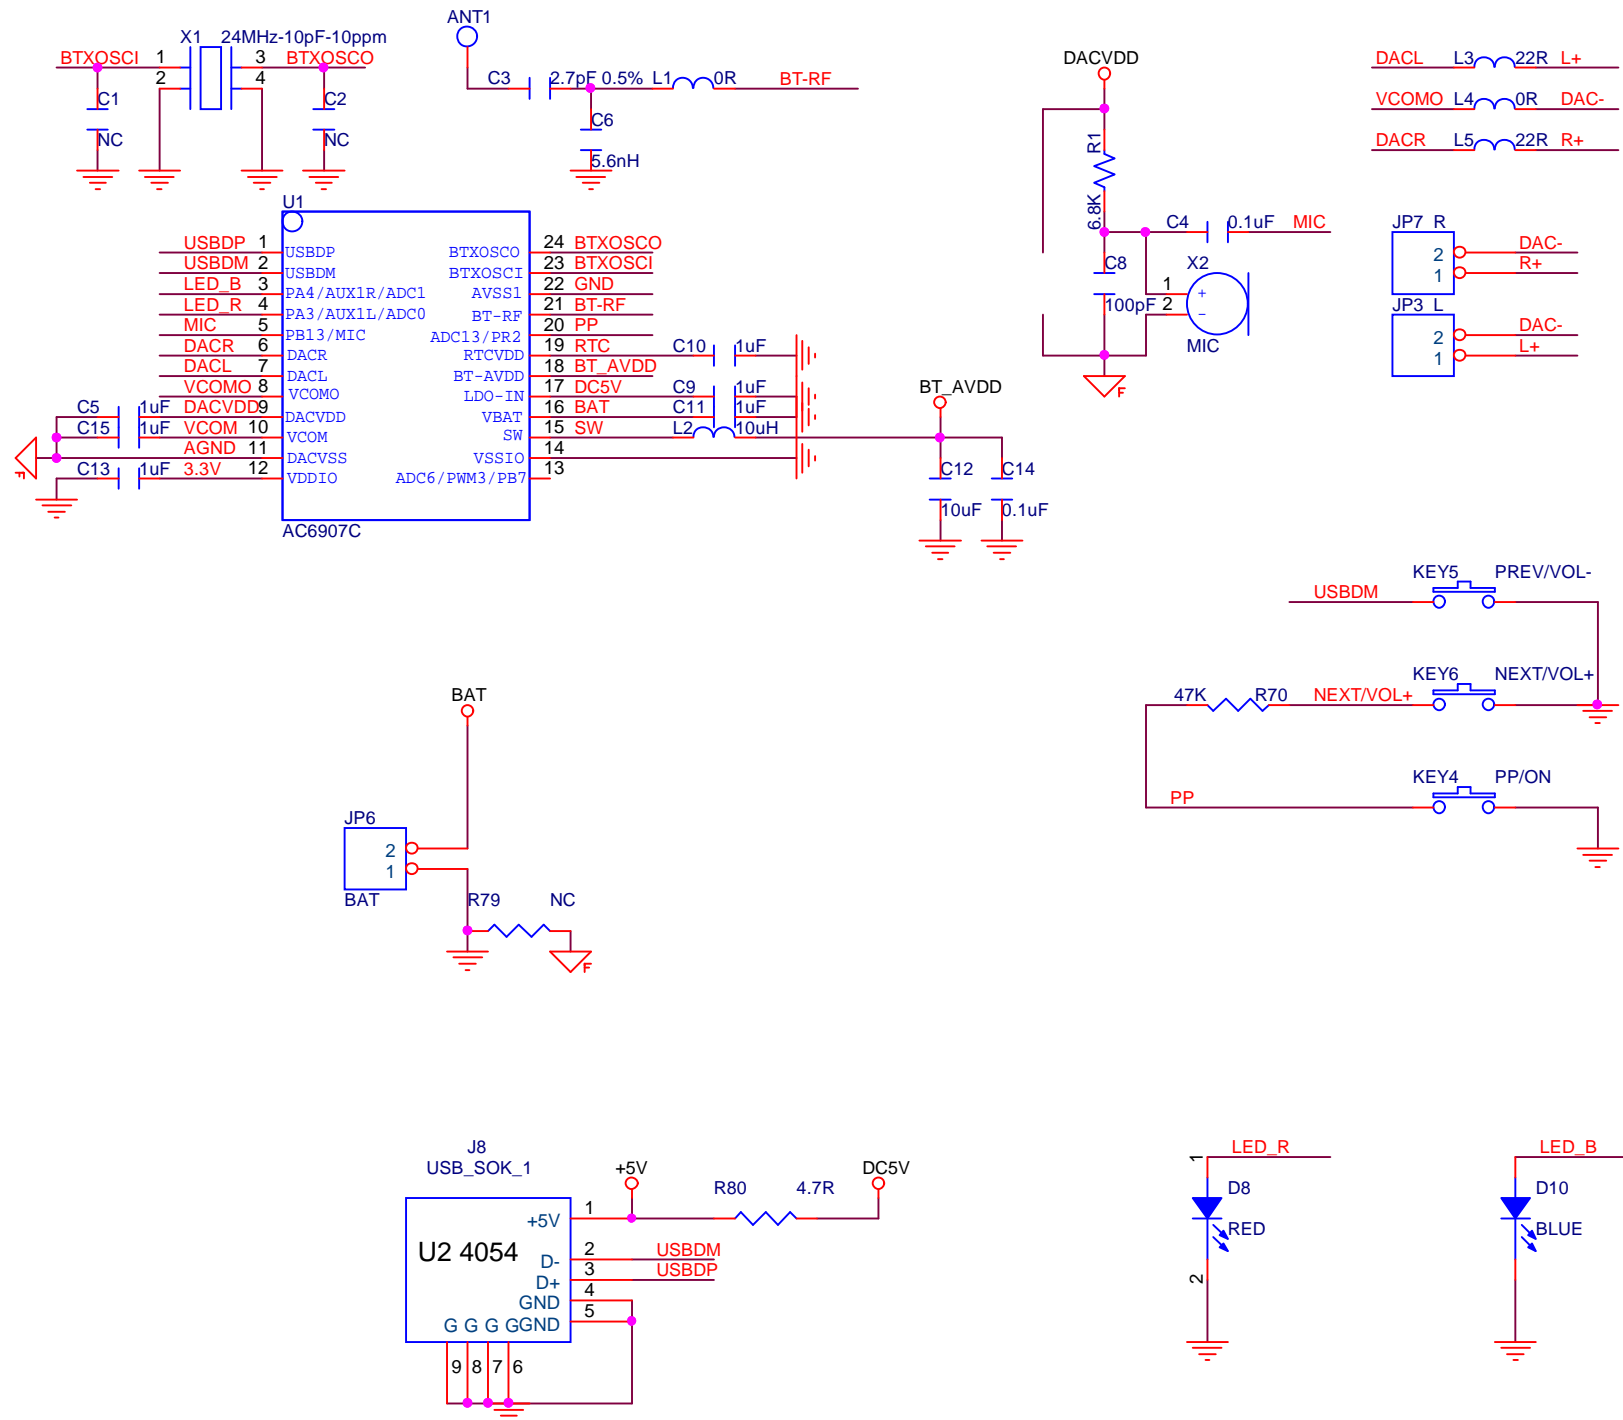 ANT1
X1 24MHz-10pF-10ppm
BTXOSCI 1 3 BTXOSCO
2 4
C1 C2
NC NC
C3 2.7pF 0.5% L1 0R BT-RF
C6
5.6nH
DACVDD
R1
6.8K
C4 0.1uF MIC
C8
100pF
X2
1 +
2 -
MIC
F
DACL L3 22R L+
VCOMO L4 0R DAC-
DACR L5 22R R+
JP7 R
2 DAC-
1 R+
JP3 L
2 DAC-
1 L+
U1
USBDP 1 USBDP BTXOSCO 24 BTXOSCO
USBDM 2 USBDM BTXOSCI 23 BTXOSCI
LED_B 3 PA4/AUX1R/ADC1 AVSS1 22 GND
LED_R 4 PA3/AUX1L/ADC0 BT-RF 21 BT-RF
MIC 5 PB13/MIC ADC13/PR2 20 PP
DACR 6 DACR RTCVDD 19 RTC C10 1uF
DACL 7 DACL BT-AVDD 18 BT_AVDD
VCOMO 8 VCOMO LDO-IN 17 DC5V C9 1uF
C5 1uF DACVDD 9 DACVDD VBAT 16 BAT C11 1uF
C15 1uF VCOM 10 VCOM SW 15 SW L2 10uH
F AGND 11 DACVSS VSSIO 14
C13 1uF 3.3V 12 VDDIO ADC6/PWM3/PB7 13
AC6907C
BT_AVDD
C12 C14
10uF 0.1uF
KEY5 PREV/VOL-
USBDM
KEY6 NEXT/VOL+
47K R70 NEXT/VOL+
KEY4 PP/ON
PP
BAT
JP6
2
1
BAT
R79 NC
F
J8
USB_SOK_1
+5V DC5V
R80 4.7R
+5V 1
U2 4054
D- 2 USBDM
D+ 3 USBDP
GND 4
G G G G GND 5
9 8 7 6
LED_R
1
D8
RED
2
LED_B
D10
BLUE